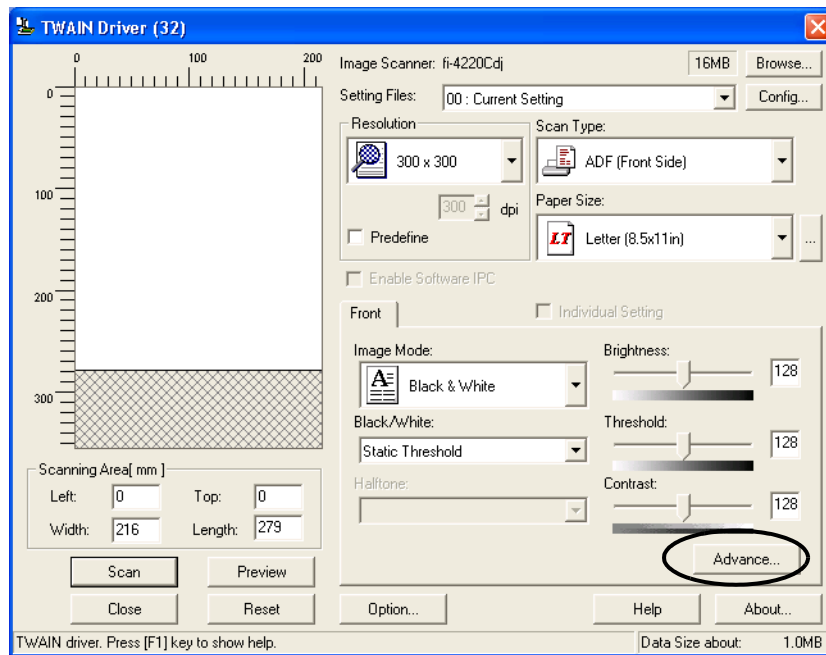 TWAIN Driver (32)
0 100 200
0
100
200
300
Scanning Area[ mm ]
Left: 0 Top: 0
Width: 216 Length: 279
Scan Preview
Close Reset
Image Scanner: fi-4220Cdj 16MB Browse...
Setting Files: 00 : Current Setting Config...
Resolution
300 x 300
300 dpi
Predefine
Scan Type:
ADF (Front Side)
Paper Size:
LT Letter (8.5x11in) ...
Enable Software IPC
Front Individual Setting
Image Mode:
A Black & White
Black/White:
Static Threshold
Halftone:
Brightness: 128
Threshold: 128
Contrast: 128
Advance...
Option... Help About...
TWAIN driver. Press [F1] key to show help. Data Size about: 1.0MB